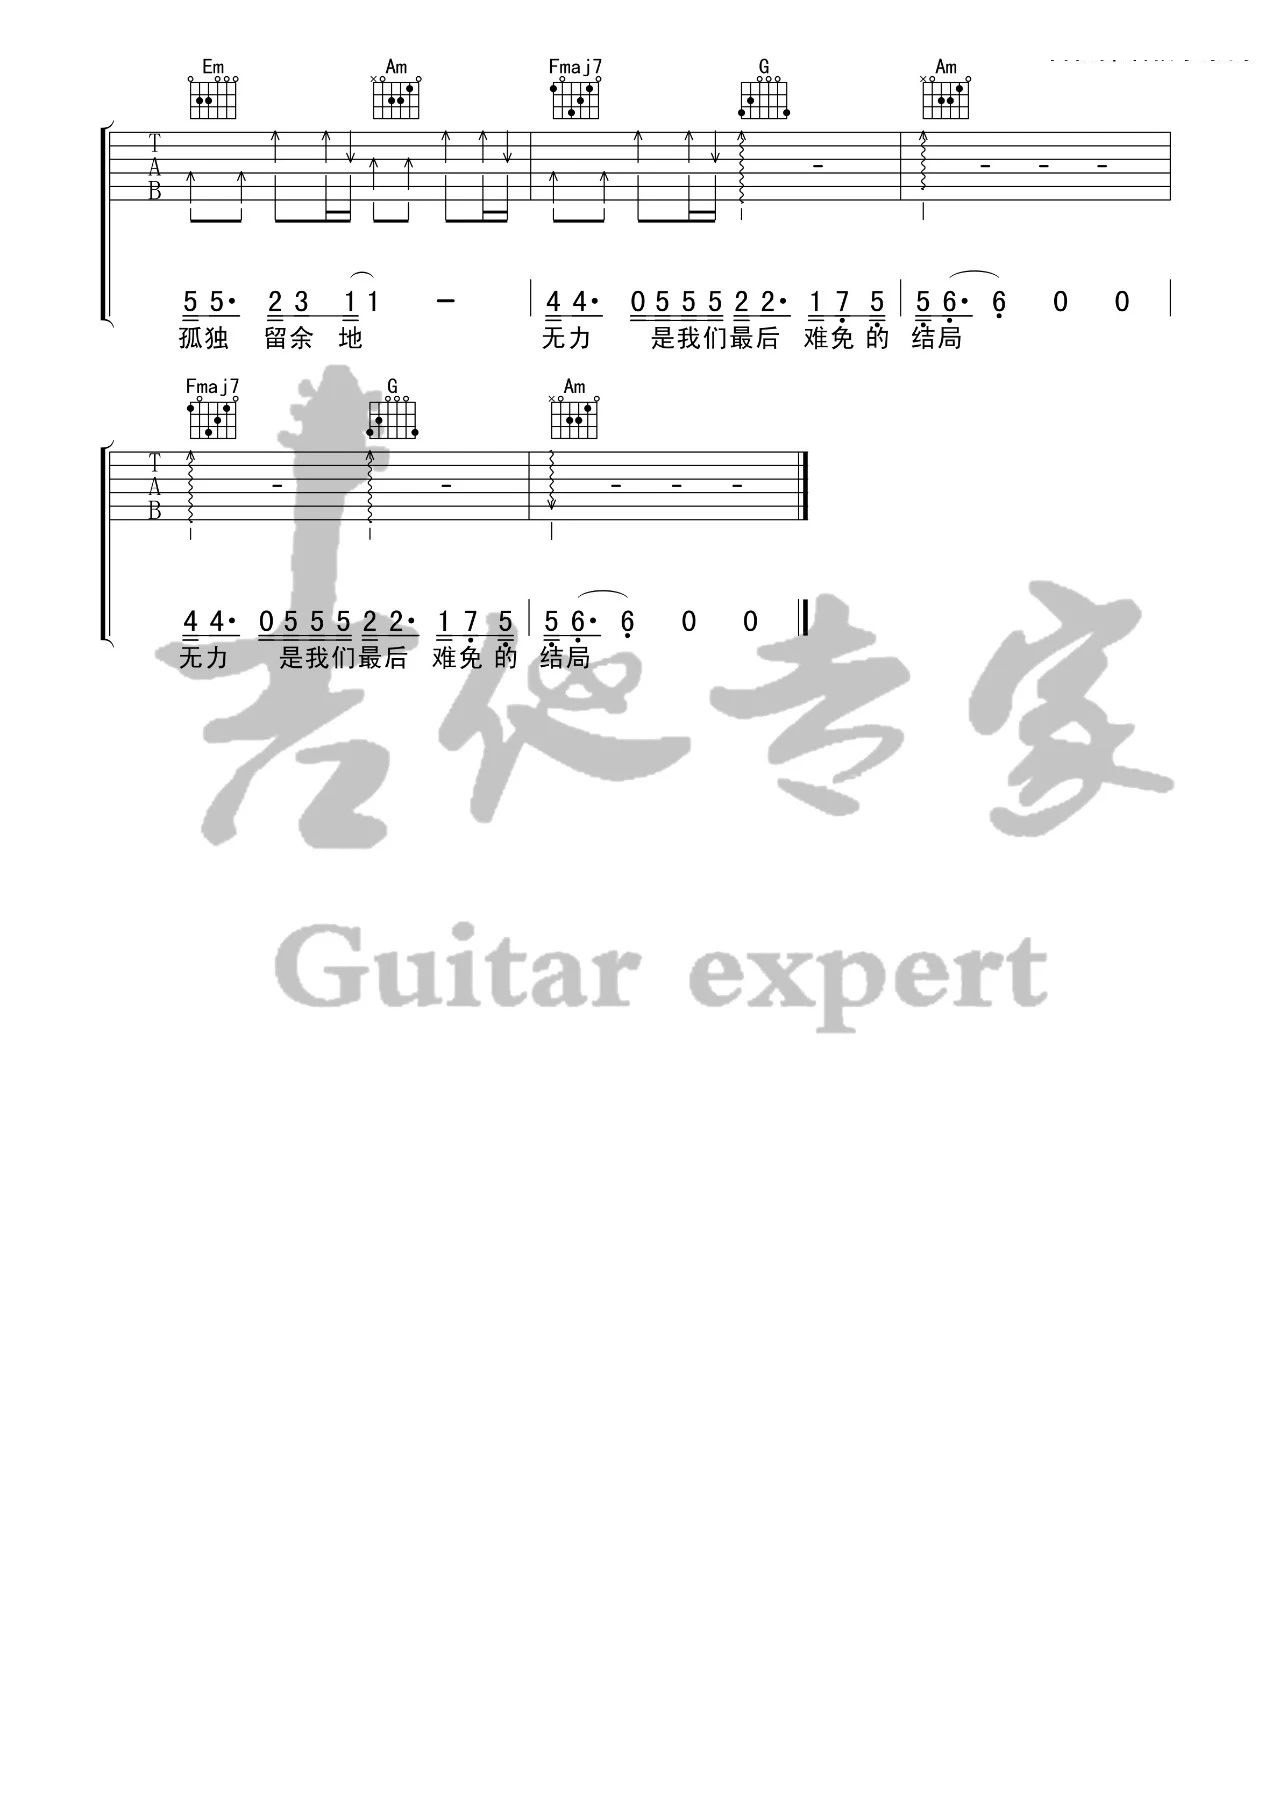 Em Am Fmaj7 G Am
T
A
B
5 5· 2 3 1 1 － 4 4· 0 5 5 5 2 2· 1 7 5 5 6· 6 0 0
孤独 留余 地 无力 是我们最后 难免 的 结局
Fmaj7 G Am
T
A
B
4 4· 0 5 5 5 2 2· 1 7 5 5 6· 6 0 0
无力 是我们最后 难免 的 结局
吉他专家
Guitar expert